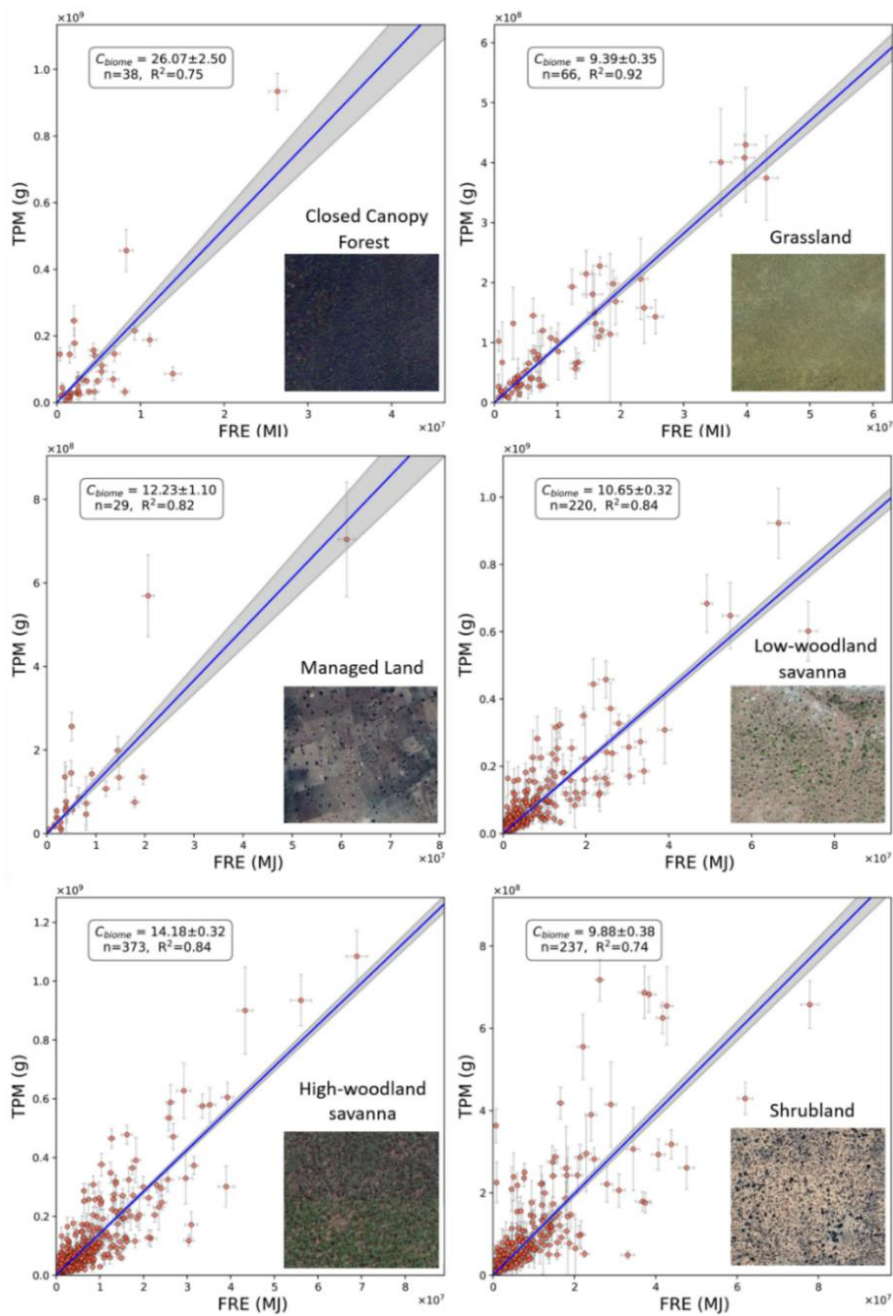 ×10⁹
C_biome = 26.07±2.50
n=38, R²=0.75
1.0
0.8
0.6
0.4
0.2
0.0
TPM (g)
Closed Canopy
Forest
0 1 3 4
FRE (MJ)
×10⁷
×10⁸
C_biome = 9.39±0.35
n=66, R²=0.92
6
4
2
1
0
TPM (g)
Grassland
0 1 2 3 4 5 6
FRE (MJ)
×10⁷
×10⁸
C_biome = 12.23±1.10
n=29, R²=0.82
8
6
4
2
0
TPM (g)
Managed Land
0 1 2 3 4 5 6 7 8
FRE (MJ)
×10⁷
×10⁹
C_biome = 10.65±0.32
n=220, R²=0.84
1.0
0.8
0.6
0.4
0.2
0.0
TPM (g)
Low-woodland
savanna
0 2 4 6 8
FRE (MJ)
×10⁷
×10⁹
C_biome = 14.18±0.32
n=373, R²=0.84
1.2
1.0
0.8
0.6
0.4
0.2
0.0
TPM (g)
High-woodland
savanna
0 1 2 3 4 5 6 7 8
FRE (MJ)
×10⁷
×10⁸
C_biome = 9.88±0.38
n=237, R²=0.74
8
6
4
2
0
TPM (g)
Shrubland
0 2 4 6 8
FRE (MJ)
×10⁷